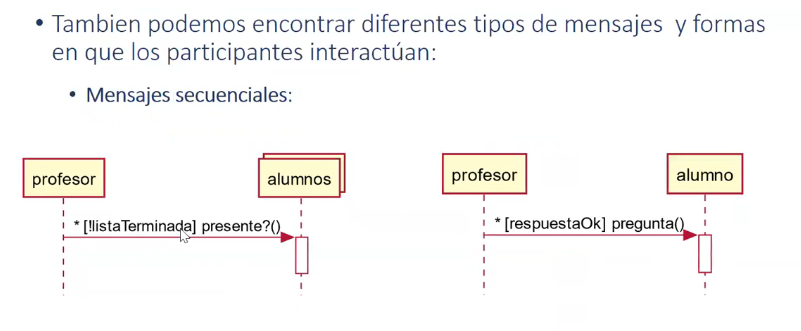 • Tambien podemos encontrar diferentes tipos de mensajes y formas
en que los participantes interactúan:
• Mensajes secuenciales:
profesor
alumnos
* [!listaTerminada] presente?()
profesor
alumno
* [respuestaOk] pregunta()